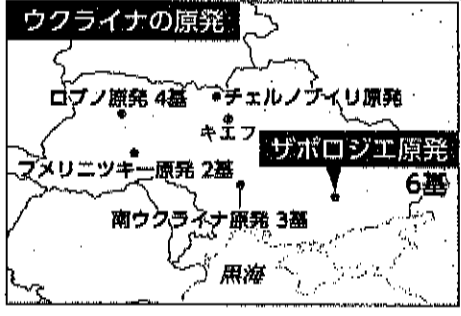 ウクライナの原発
ロブノ原発 4基
チェルノブイリ原発
キエフ
ザポロジエ原発
6基
フメリニツキー原発 2基
南ウクライナ原発 3基
黒海